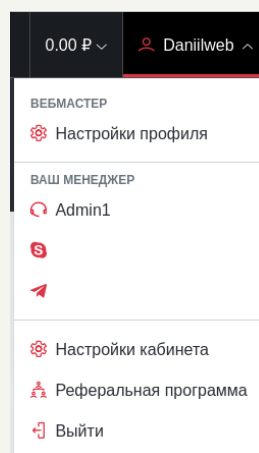 0.00 ₽
Daniilweb
ВЕБМАСТЕР
Настройки профиля
ВАШ МЕНЕДЖЕР
Admin1
Настройки кабинета
Реферальная программа
Выйти